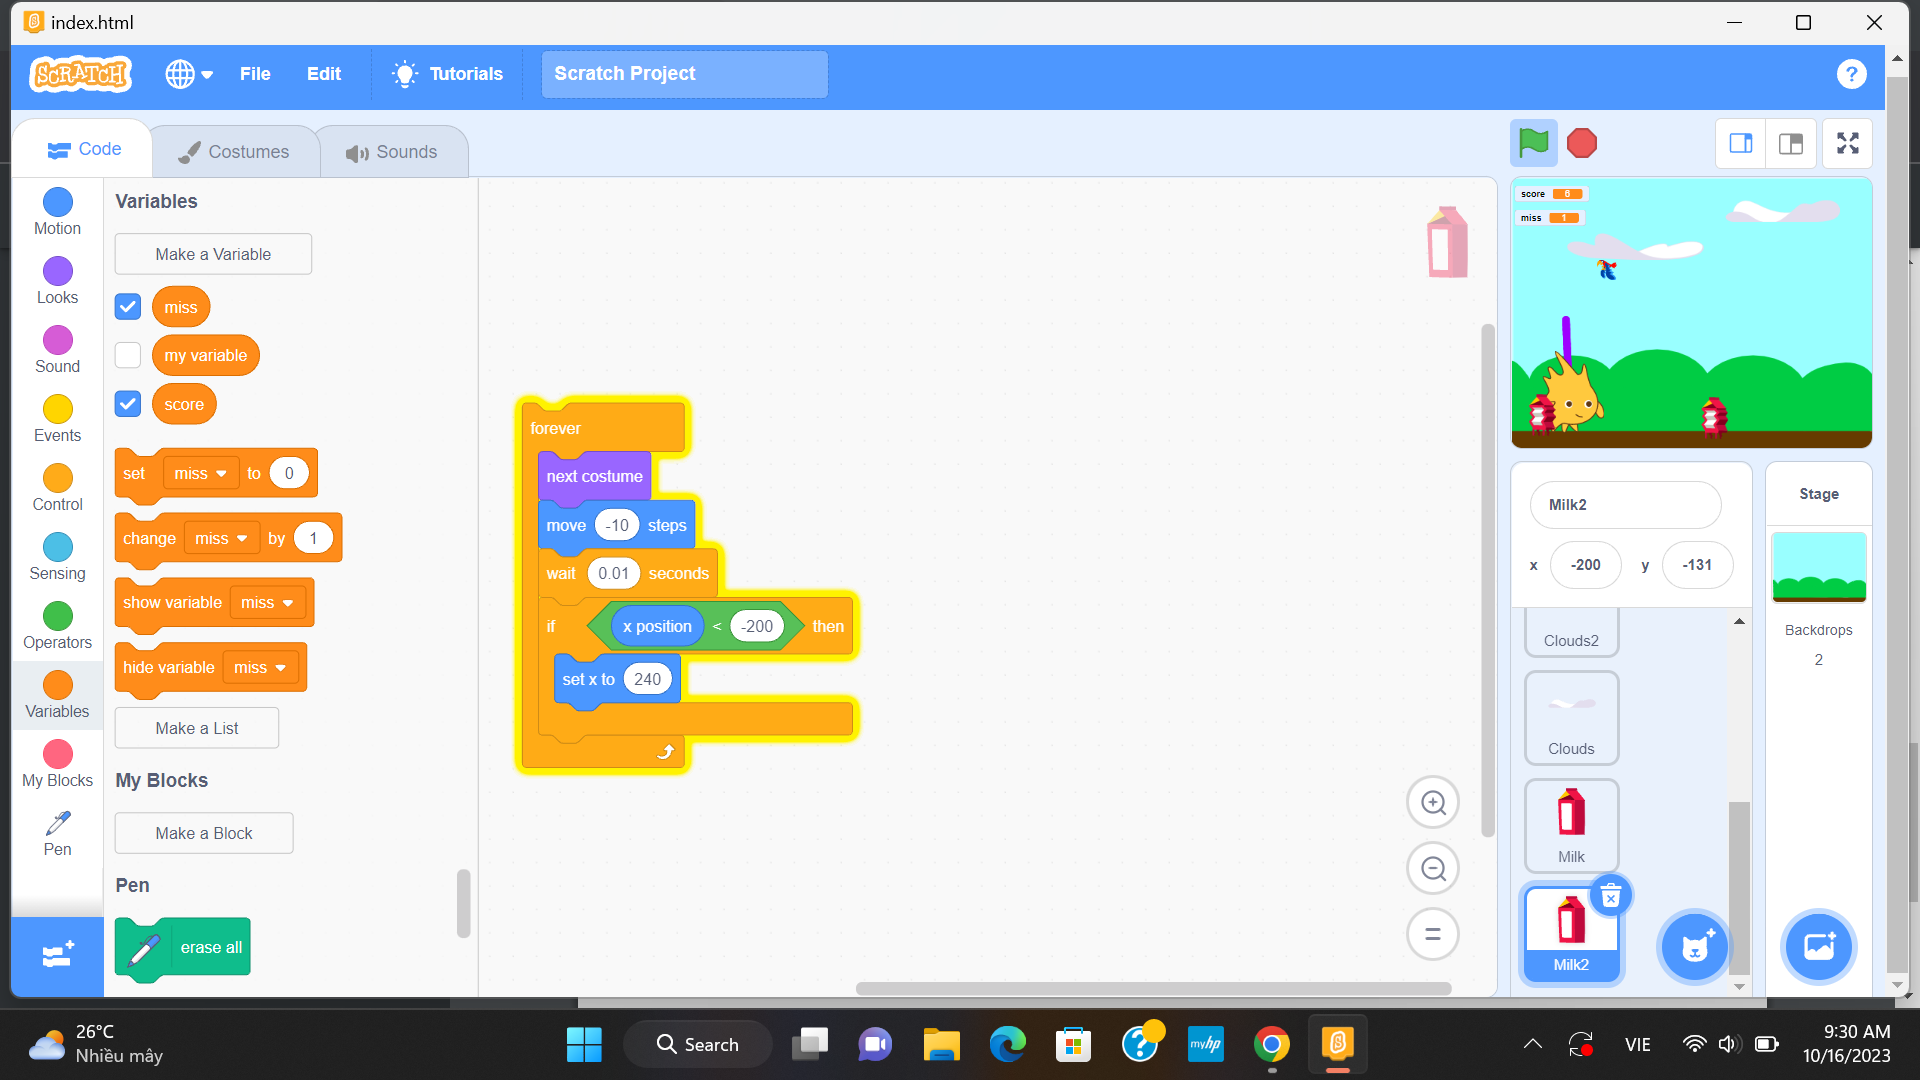 index.html
SCRATCH
File
Edit
Tutorials
Scratch Project
?
Code
Costumes
Sounds
Motion
Looks
Sound
Events
Control
Sensing
Operators
Variables
My Blocks
Pen
Variables
Make a Variable
miss
my variable
score
set miss to 0
change miss by 1
show variable miss
hide variable miss
Make a List
My Blocks
Make a Block
Pen
erase all
forever
next costume
move -10 steps
wait 0.01 seconds
if x position < -200 then
set x to 240
score 6
miss 1
Milk2
x -200 y -131
Clouds2
Clouds
Milk
Milk2
Stage
Backdrops
2
26°C
Nhiều mây
Search
myhp
VIE
9:30 AM
10/16/2023